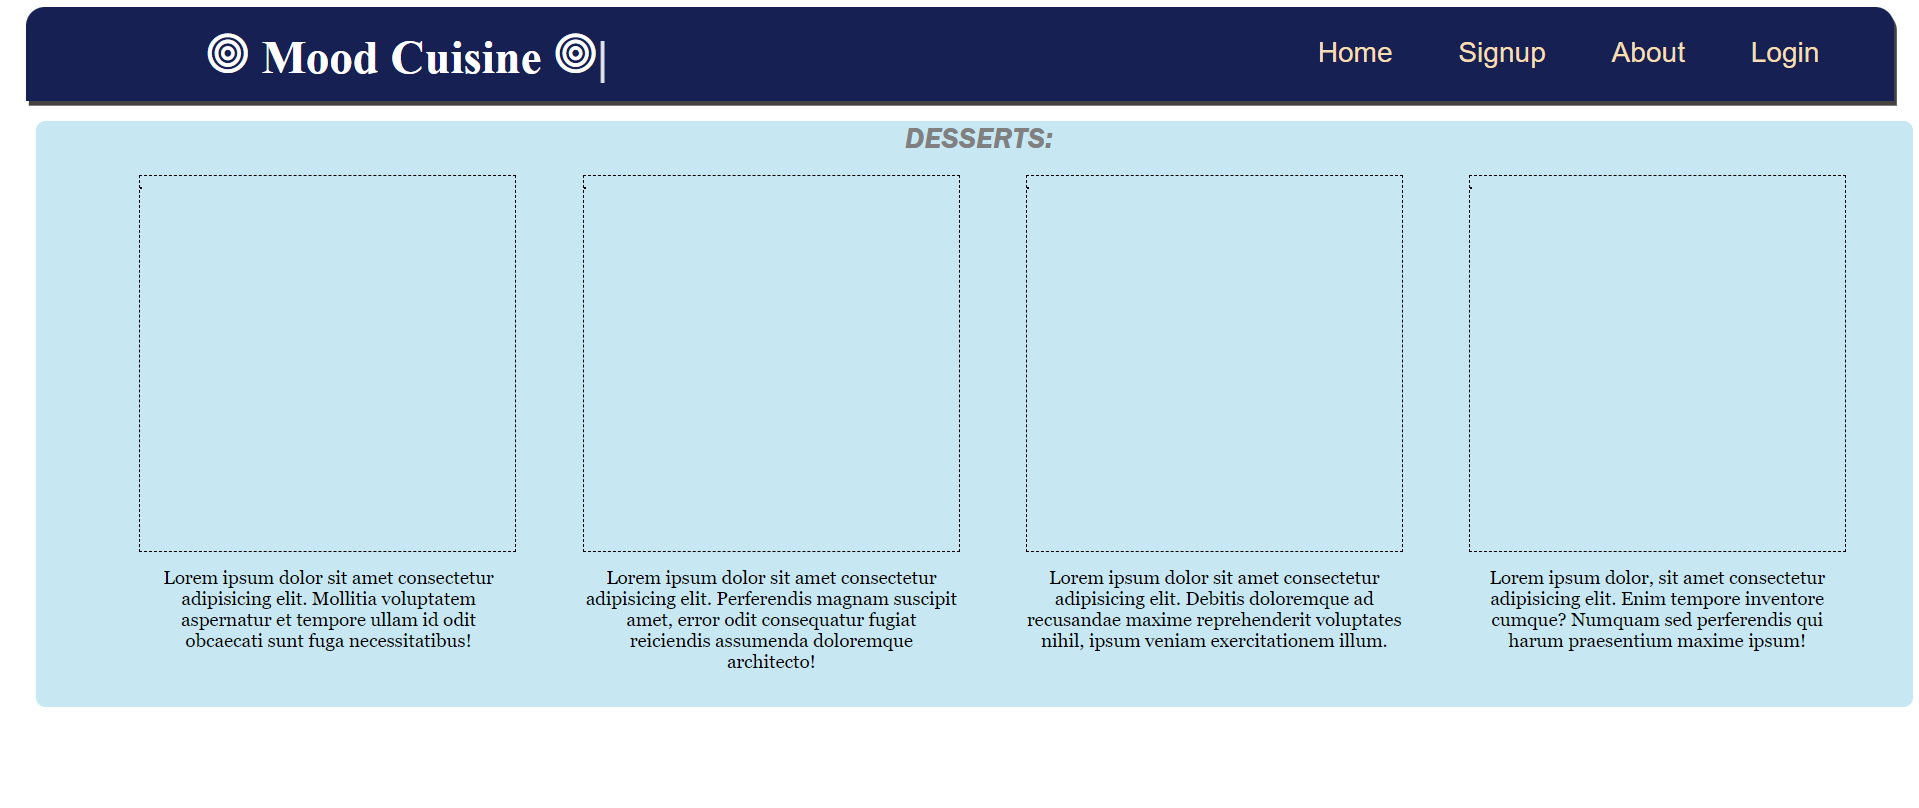 ◎ Mood Cuisine ◎|
Home Signup About Login
DESSERTS:
Lorem ipsum dolor sit amet consectetur
adipisicing elit. Mollitia voluptatem
aspernatur et tempore ullam id odit
obcaecati sunt fuga necessitatibus!
Lorem ipsum dolor sit amet consectetur
adipisicing elit. Perferendis magnam suscipit
amet, error odit consequatur fugiat
reiciendis assumenda doloremque
architecto!
Lorem ipsum dolor sit amet consectetur
adipisicing elit. Debitis doloremque ad
recusandae maxime reprehenderit voluptates
nihil, ipsum veniam exercitationem illum.
Lorem ipsum dolor, sit amet consectetur
adipisicing elit. Enim tempore inventore
cumque? Numquam sed perferendis qui
harum praesentium maxime ipsum!